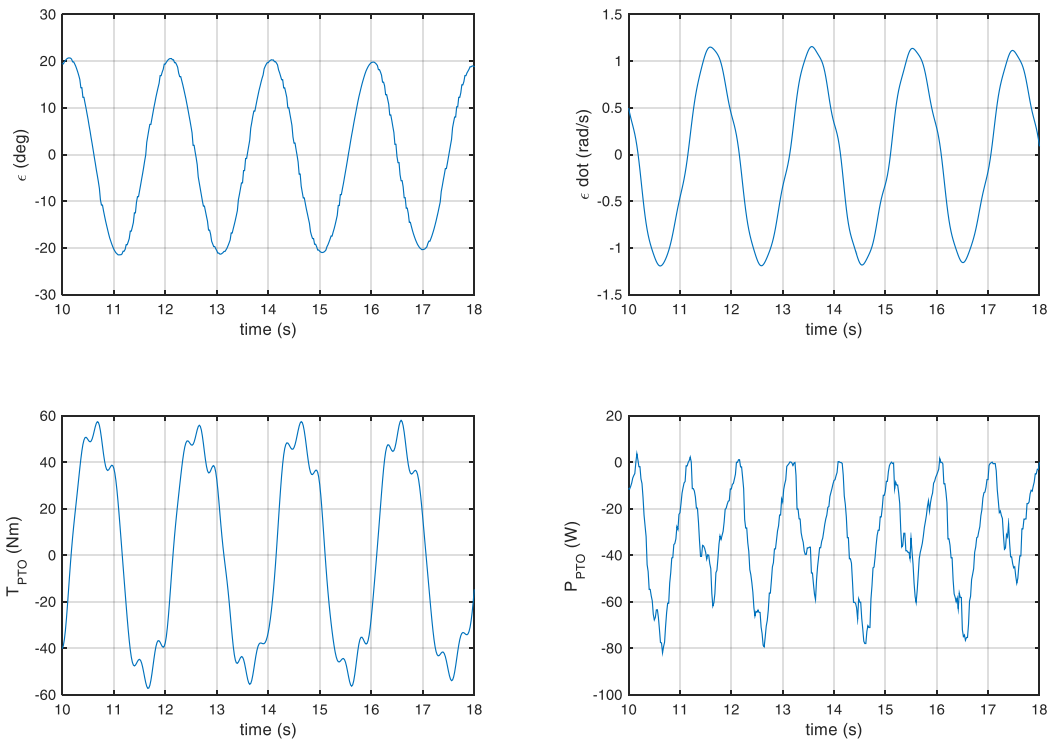 30
20
10
0
-10
-20
-30
ϵ (deg)
10 11 12 13 14 15 16 17 18
time (s)
1.5
1
0.5
0
-0.5
-1
-1.5
ϵ dot (rad/s)
10 11 12 13 14 15 16 17 18
time (s)
60
40
20
0
-20
-40
-60
T_PTO (Nm)
10 11 12 13 14 15 16 17 18
time (s)
20
0
-20
-40
-60
-80
-100
P_PTO (W)
10 11 12 13 14 15 16 17 18
time (s)